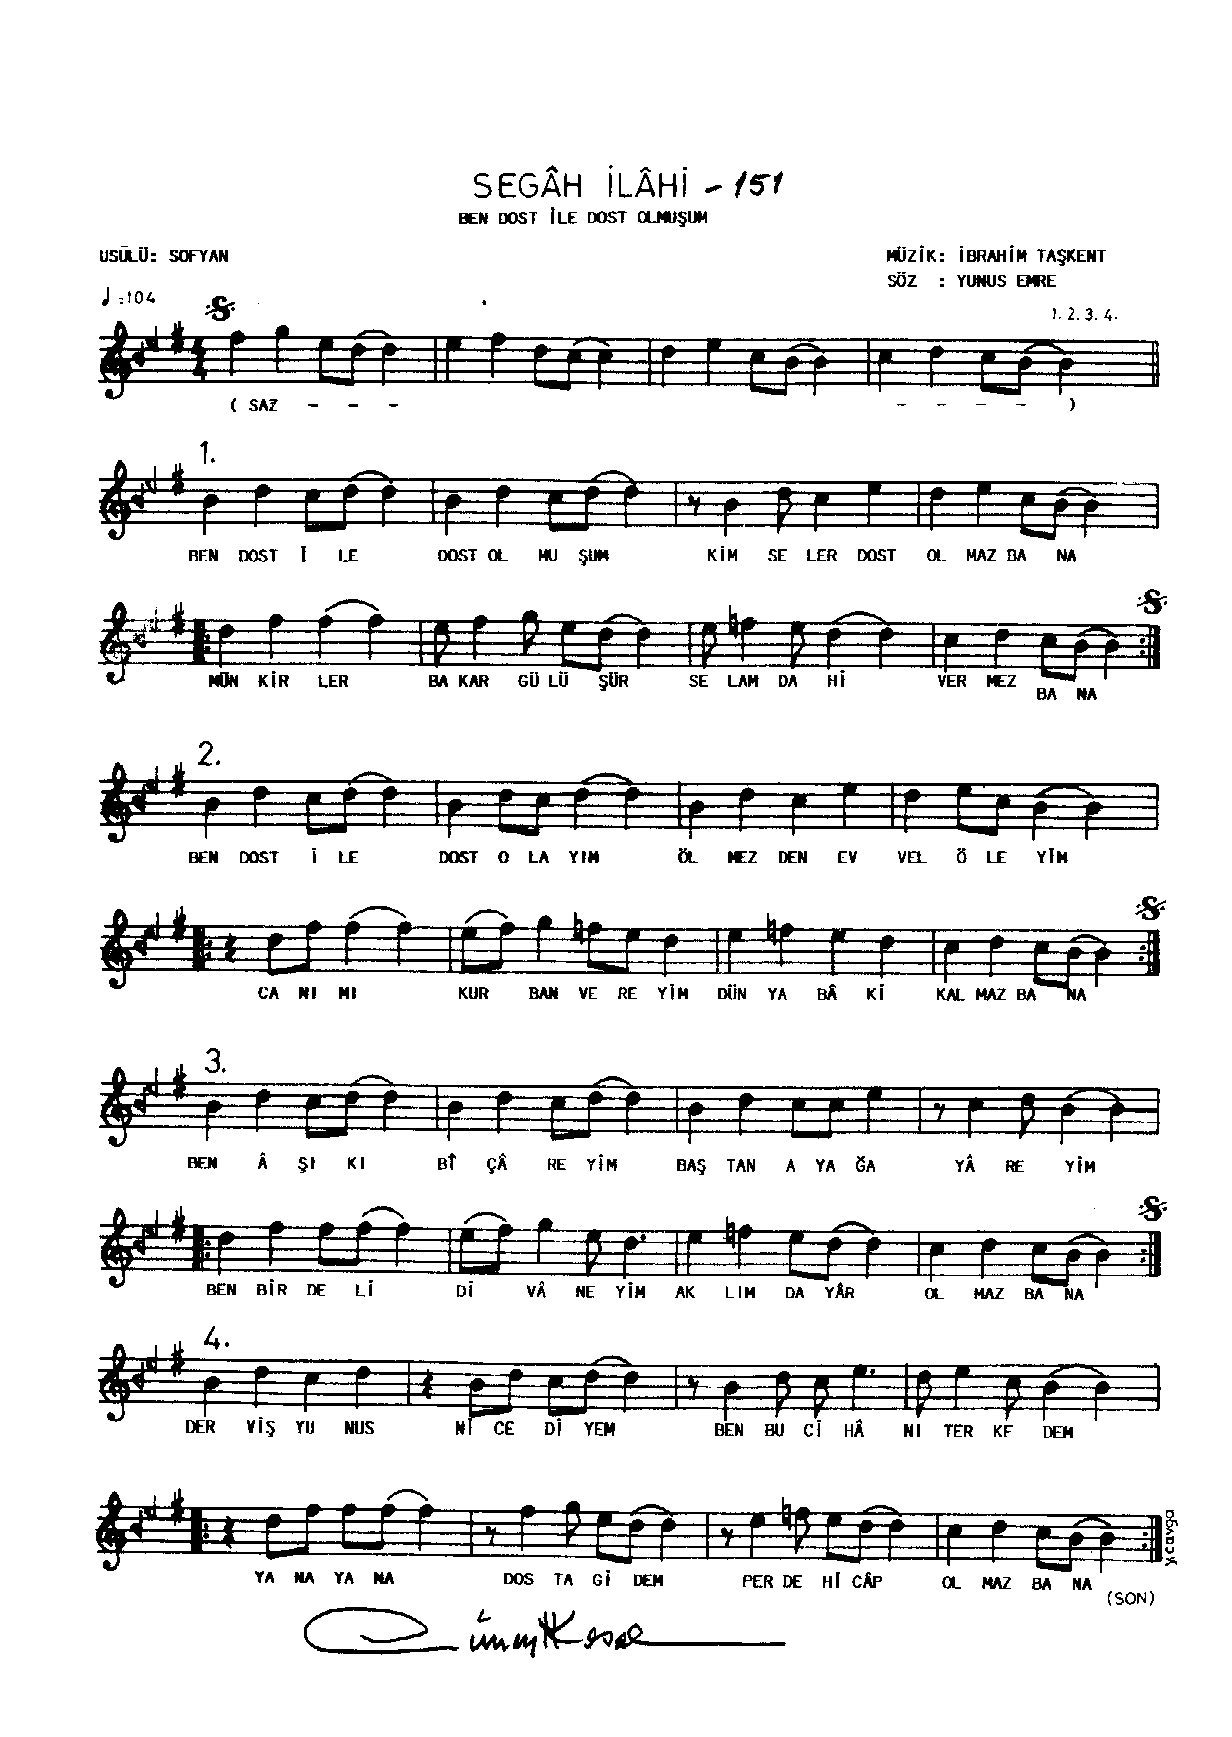 SEGÂH İLÂHİ - 151
BEN DOST İLE DOST OLMUŞUM
USÛLÜ: SOFYAN
MÜZİK: İBRAHİM TAŞKENT
SÖZ : YUNUS EMRE
♩ :104
1. 2. 3. 4.
4/4
( SAZ - - - - - - - )
1.
BEN DOST İ LE DOST OL MU ŞUM KİM SE LER DOST OL MAZ BA NA
MÜN KİR LER BA KAR GÜ LÜ ŞÜR SE LAM DA Hİ VER MEZ BA NA
2.
BEN DOST İ LE DOST O LA YIM ÖL MEZ DEN EV VEL Ö LE YİM
CA NI MI KUR BAN VE RE YİM DÜN YA BÂ Kİ KAL MAZ BA NA
3.
BEN Â ŞI KI BÎ ÇÂ RE YİM BAŞ TAN A YA ĞA YÂ RE YİM
BEN BİR DE Lİ Dİ VÂ NE YİM AK LIM DA YÂR OL MAZ BA NA
4.
DER VİŞ YU NUS Nİ CE Dİ YEM BEN BU Cİ HÂ NI TER KE DEM
YA NA YA NA DOS TA Gİ DEM PER DE Hİ CÂP OL MAZ BA NA
(SON)
y.cavga